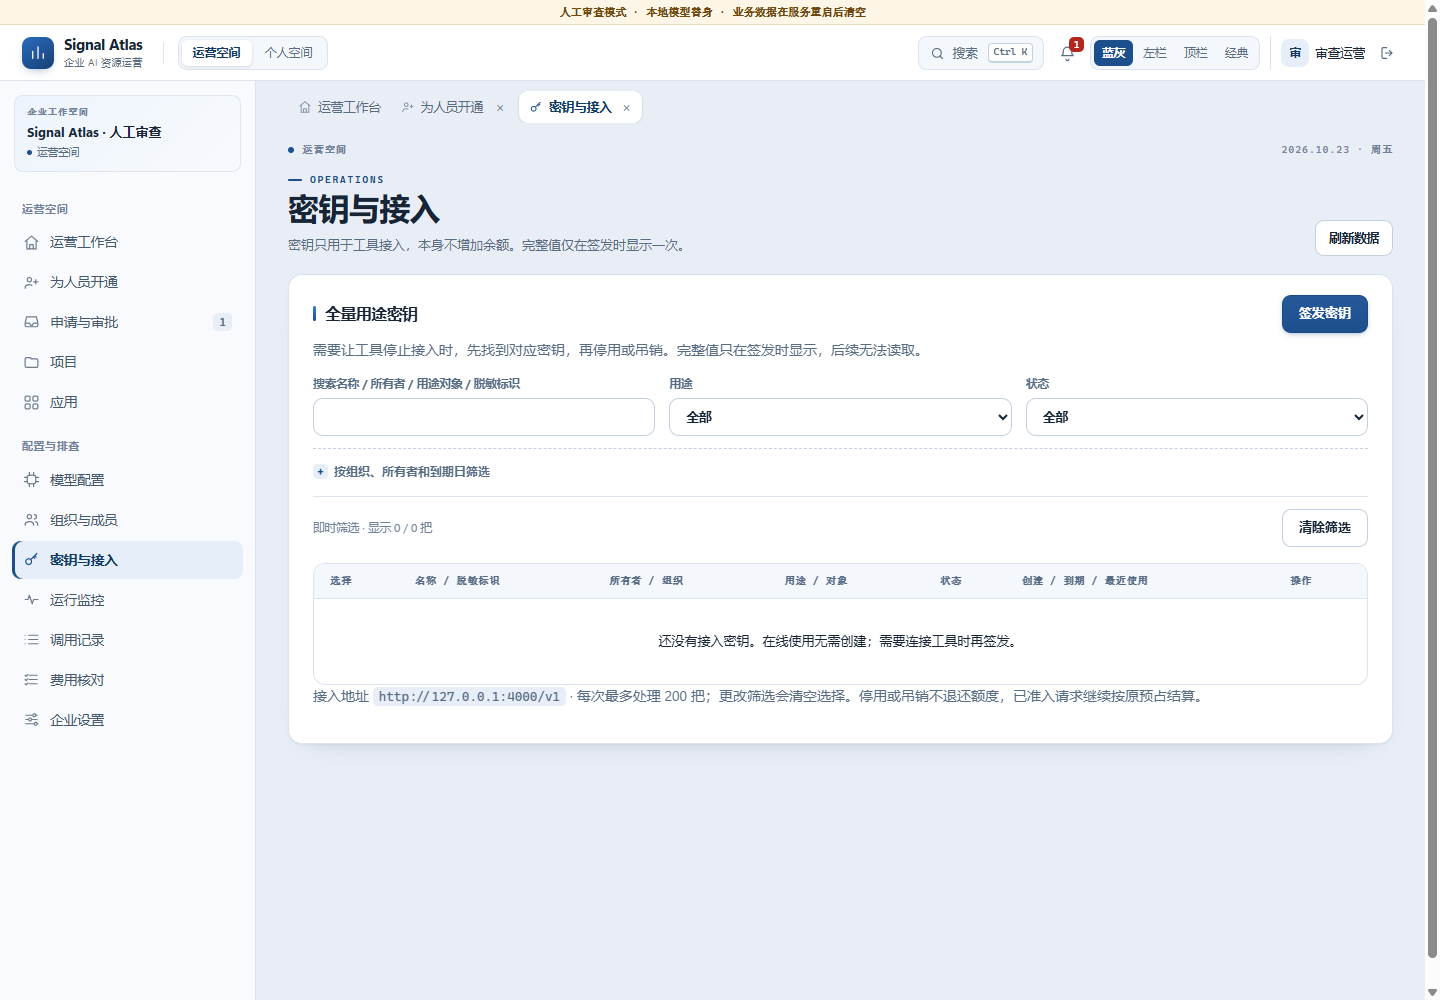 人工审查模式 · 本地模型替身 · 业务数据在服务重启后清空
Signal Atlas
企业 AI 资源运营
运营空间 个人空间
搜索 Ctrl K
1
蓝灰 左栏 顶栏 经典
审 审查运营
企业工作空间
Signal Atlas · 人工审查
运营空间
运营空间
运营工作台
为人员开通
申请与审批 1
项目
应用
配置与排查
模型配置
组织与成员
密钥与接入
运行监控
调用记录
费用核对
企业设置
运营工作台 为人员开通 × 密钥与接入 ×
运营空间 2026.10.23 · 周五
OPERATIONS
密钥与接入
密钥只用于工具接入，本身不增加余额。完整值仅在签发时显示一次。
刷新数据
全量用途密钥
签发密钥
需要让工具停止接入时，先找到对应密钥，再停用或吊销。完整值只在签发时显示，后续无法读取。
搜索名称 / 所有者 / 用途对象 / 脱敏标识 用途 状态
全部 全部
+ 按组织、所有者和到期日筛选
即时筛选 · 显示 0 / 0 把
清除筛选
选择 名称 / 脱敏标识 所有者 / 组织 用途 / 对象 状态 创建 / 到期 / 最近使用 操作
还没有接入密钥。在线使用无需创建；需要连接工具时再签发。
接入地址 http://127.0.0.1:4000/v1 · 每次最多处理 200 把；更改筛选会清空选择。停用或吊销不退还额度，已准入请求继续按原预占结算。